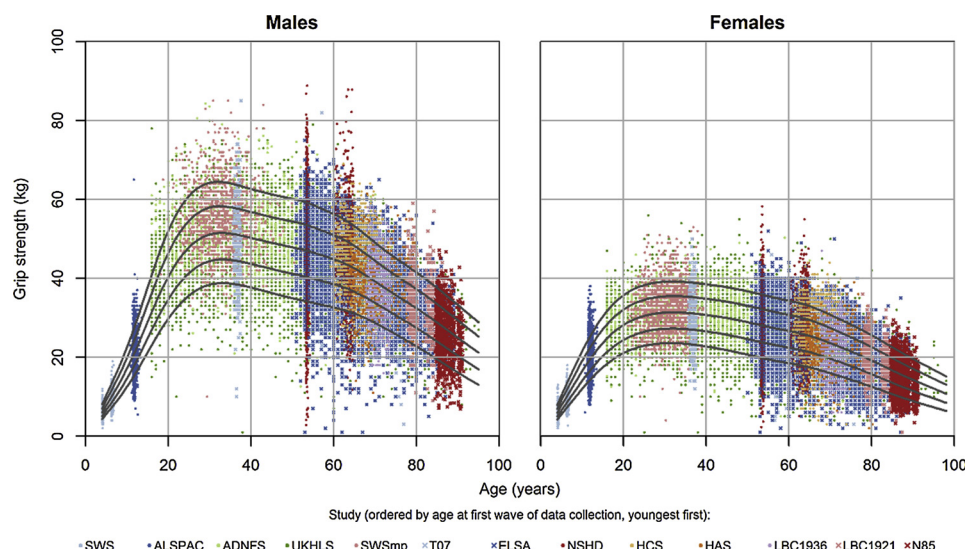 Males
Females
100
80
60
40
20
0
Grip strength (kg)
0 20 40 60 80 100
0 20 40 60 80 100
Age (years)
Study (ordered by age at first wave of data collection, youngest first):
SWS ALSPAC ADNFS UKHLS SWSmp T07 ELSA NSHD HCS HAS LBC1936 LBC1921 N85